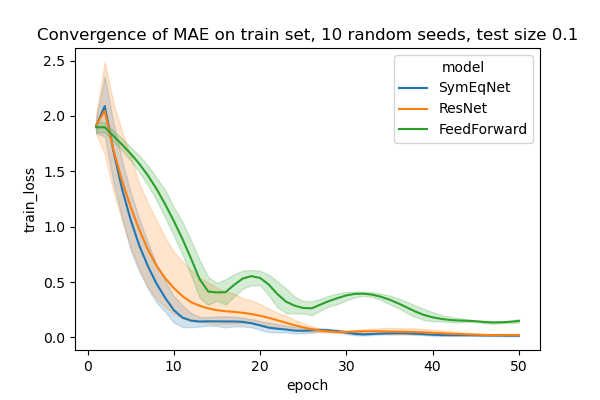 Convergence of MAE on train set, 10 random seeds, test size 0.1
2.5
2.0
1.5
1.0
0.5
0.0
train_loss
model
SymEqNet
ResNet
FeedForward
0 10 20 30 40 50
epoch